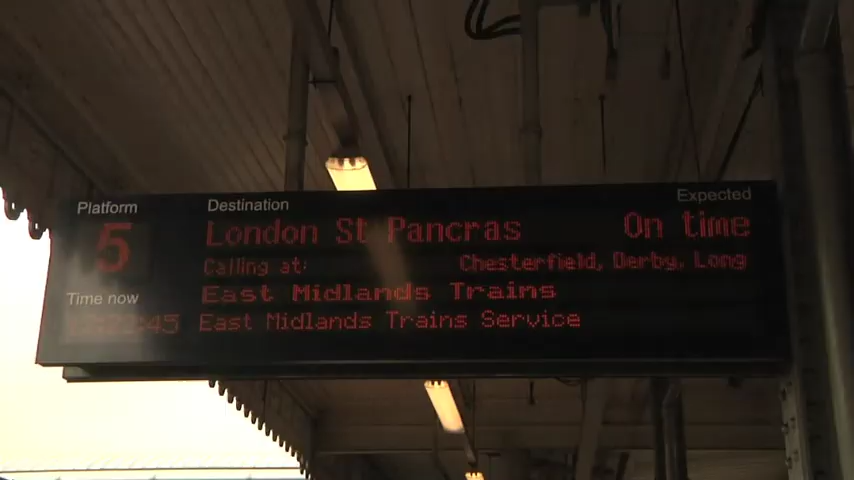 Platform Destination Expected
5 London St Pancras On time
Calling at: Chesterfield, Derby, Long
Time now East Midlands Trains
East Midlands Trains Service